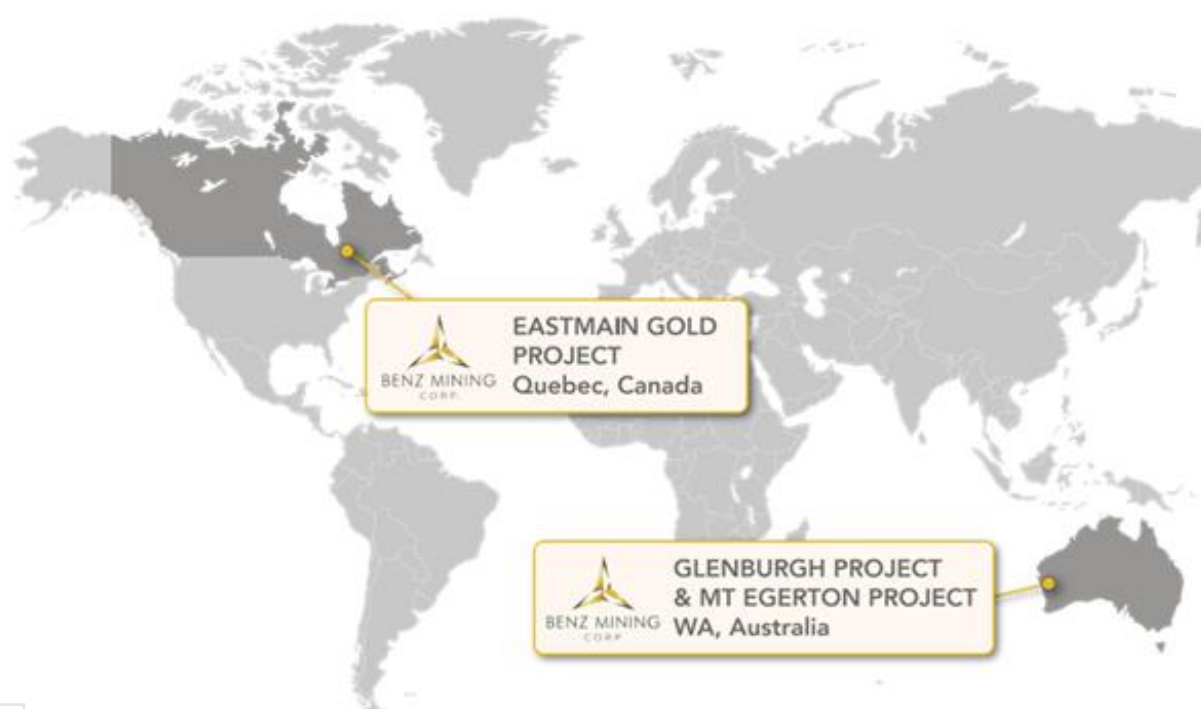 EASTMAIN GOLD
PROJECT
Quebec, Canada
BENZ MINING
CORP.
GLENBURGH PROJECT
& MT EGERTON PROJECT
WA, Australia
BENZ MINING
CORP